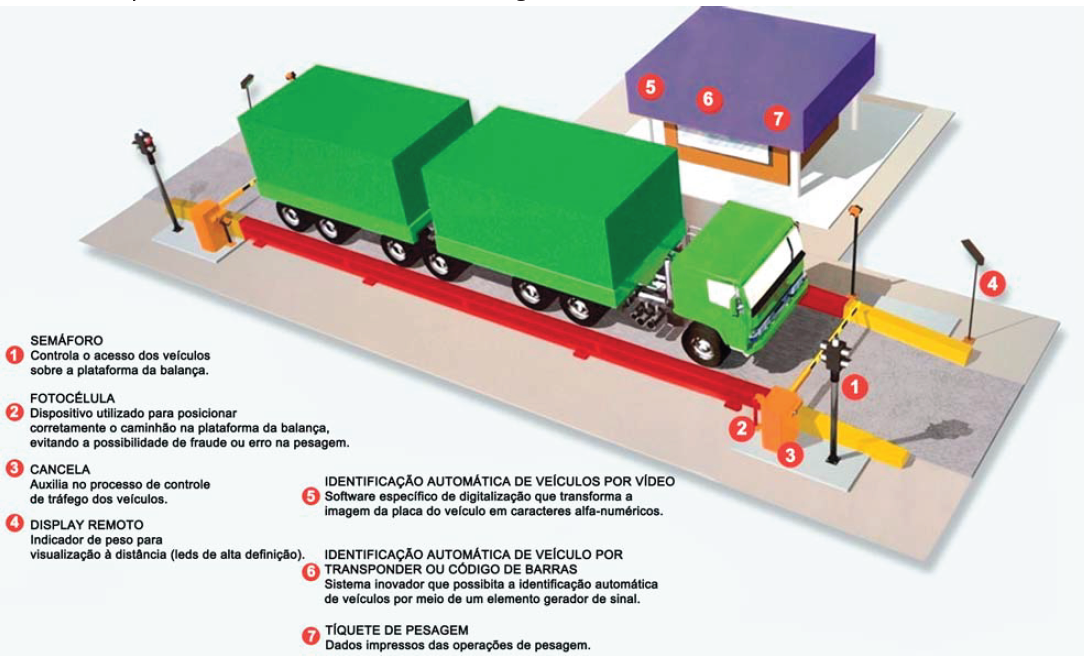 5
6
7
4
1
2
3
1 SEMÁFORO
Controla o acesso dos veículos
sobre a plataforma da balança.
2 FOTOCÉLULA
Dispositivo utilizado para posicionar
corretamente o caminhão na plataforma da balança,
evitando a possibilidade de fraude ou erro na pesagem.
3 CANCELA
Auxilia no processo de controle
de tráfego dos veículos.
4 DISPLAY REMOTO
Indicador de peso para
visualização à distância (leds de alta definição).
5 IDENTIFICAÇÃO AUTOMÁTICA DE VEÍCULOS POR VÍDEO
Software específico de digitalização que transforma a
imagem da placa do veículo em caracteres alfa-numéricos.
6 IDENTIFICAÇÃO AUTOMÁTICA DE VEÍCULO POR
TRANSPONDER OU CÓDIGO DE BARRAS
Sistema inovador que possibita a identificação automática
de veículos por meio de um elemento gerador de sinal.
7 TÍQUETE DE PESAGEM
Dados impressos das operações de pesagem.